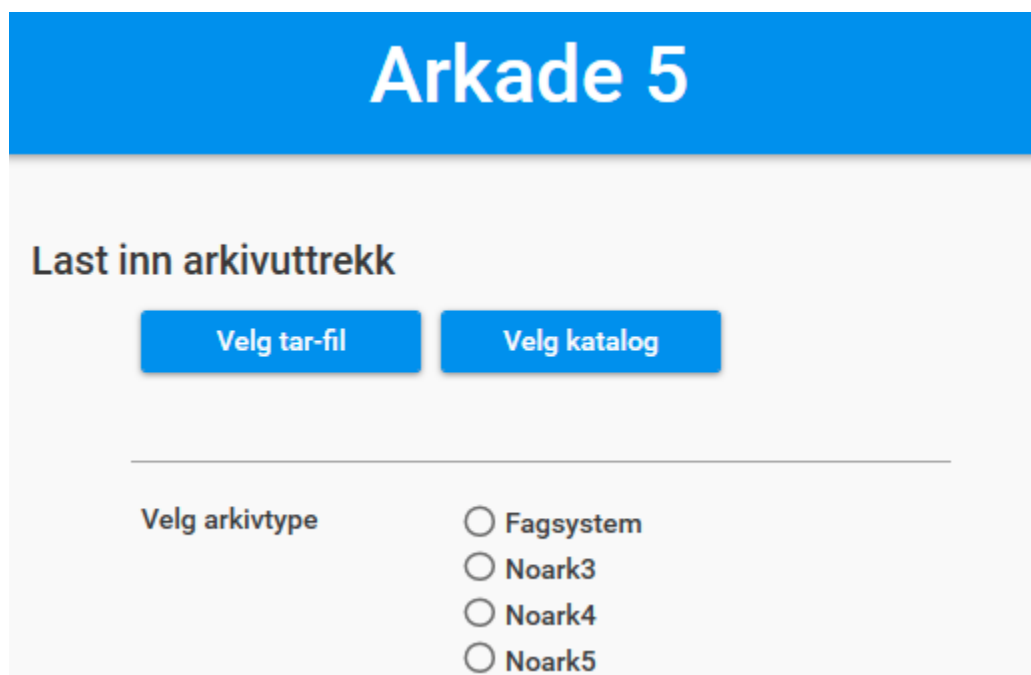 Arkade 5
Last inn arkivuttrekk
Velg tar-fil Velg katalog
Velg arkivtype Fagsystem
Noark3
Noark4
Noark5